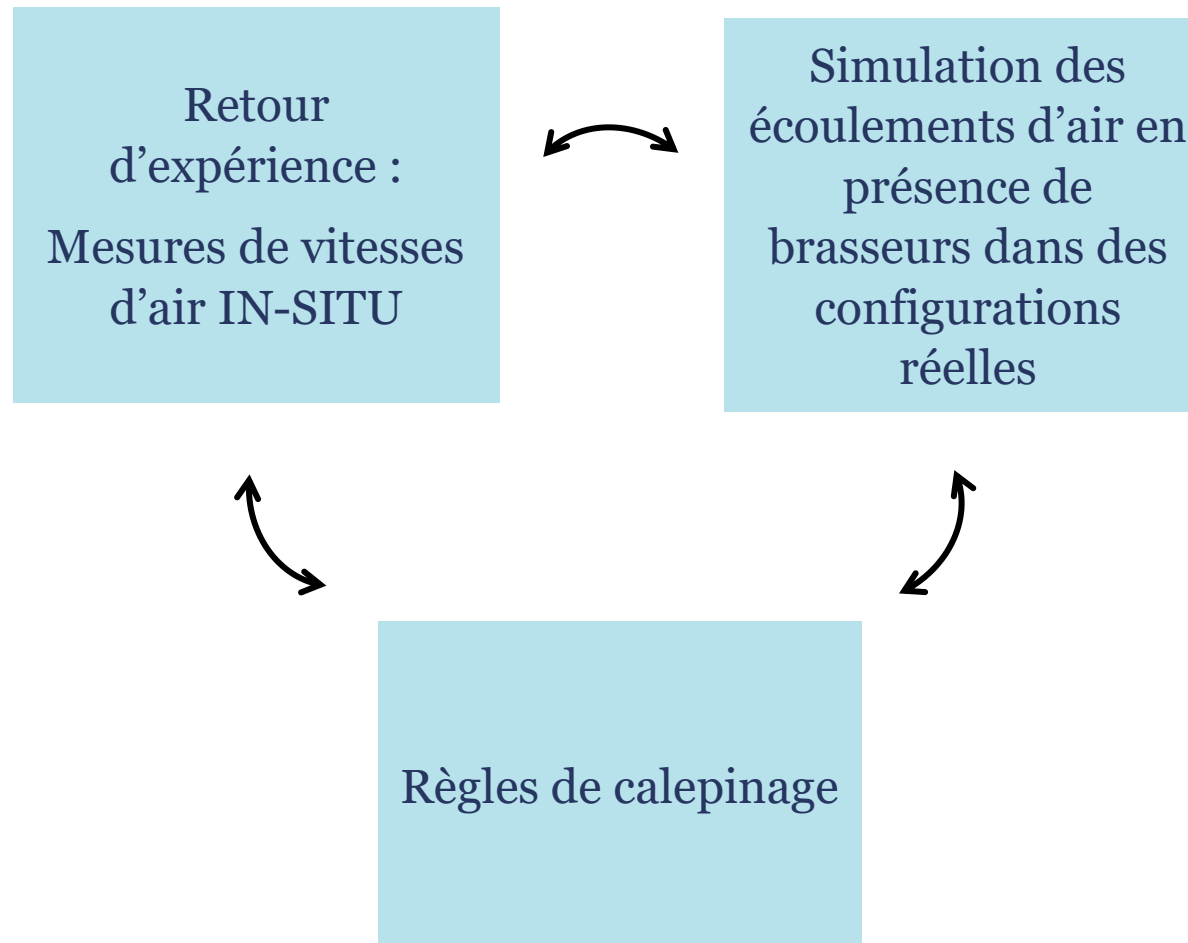 Retour
d’expérience :
Mesures de vitesses
d’air IN-SITU
Simulation des
écoulements d’air en
présence de
brasseurs dans des
configurations
réelles
Règles de calepinage